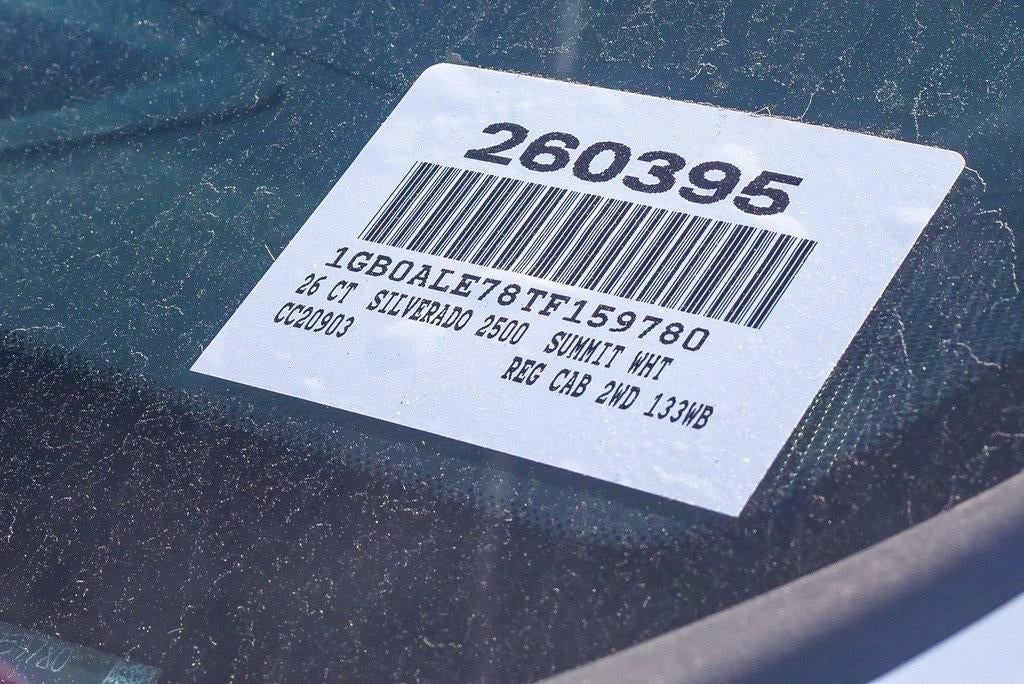 260395
1GB0ALE78TF159780
26 CT SILVERADO 2500 SUMMIT WHT
CC20903
REG CAB 2WD 133WB